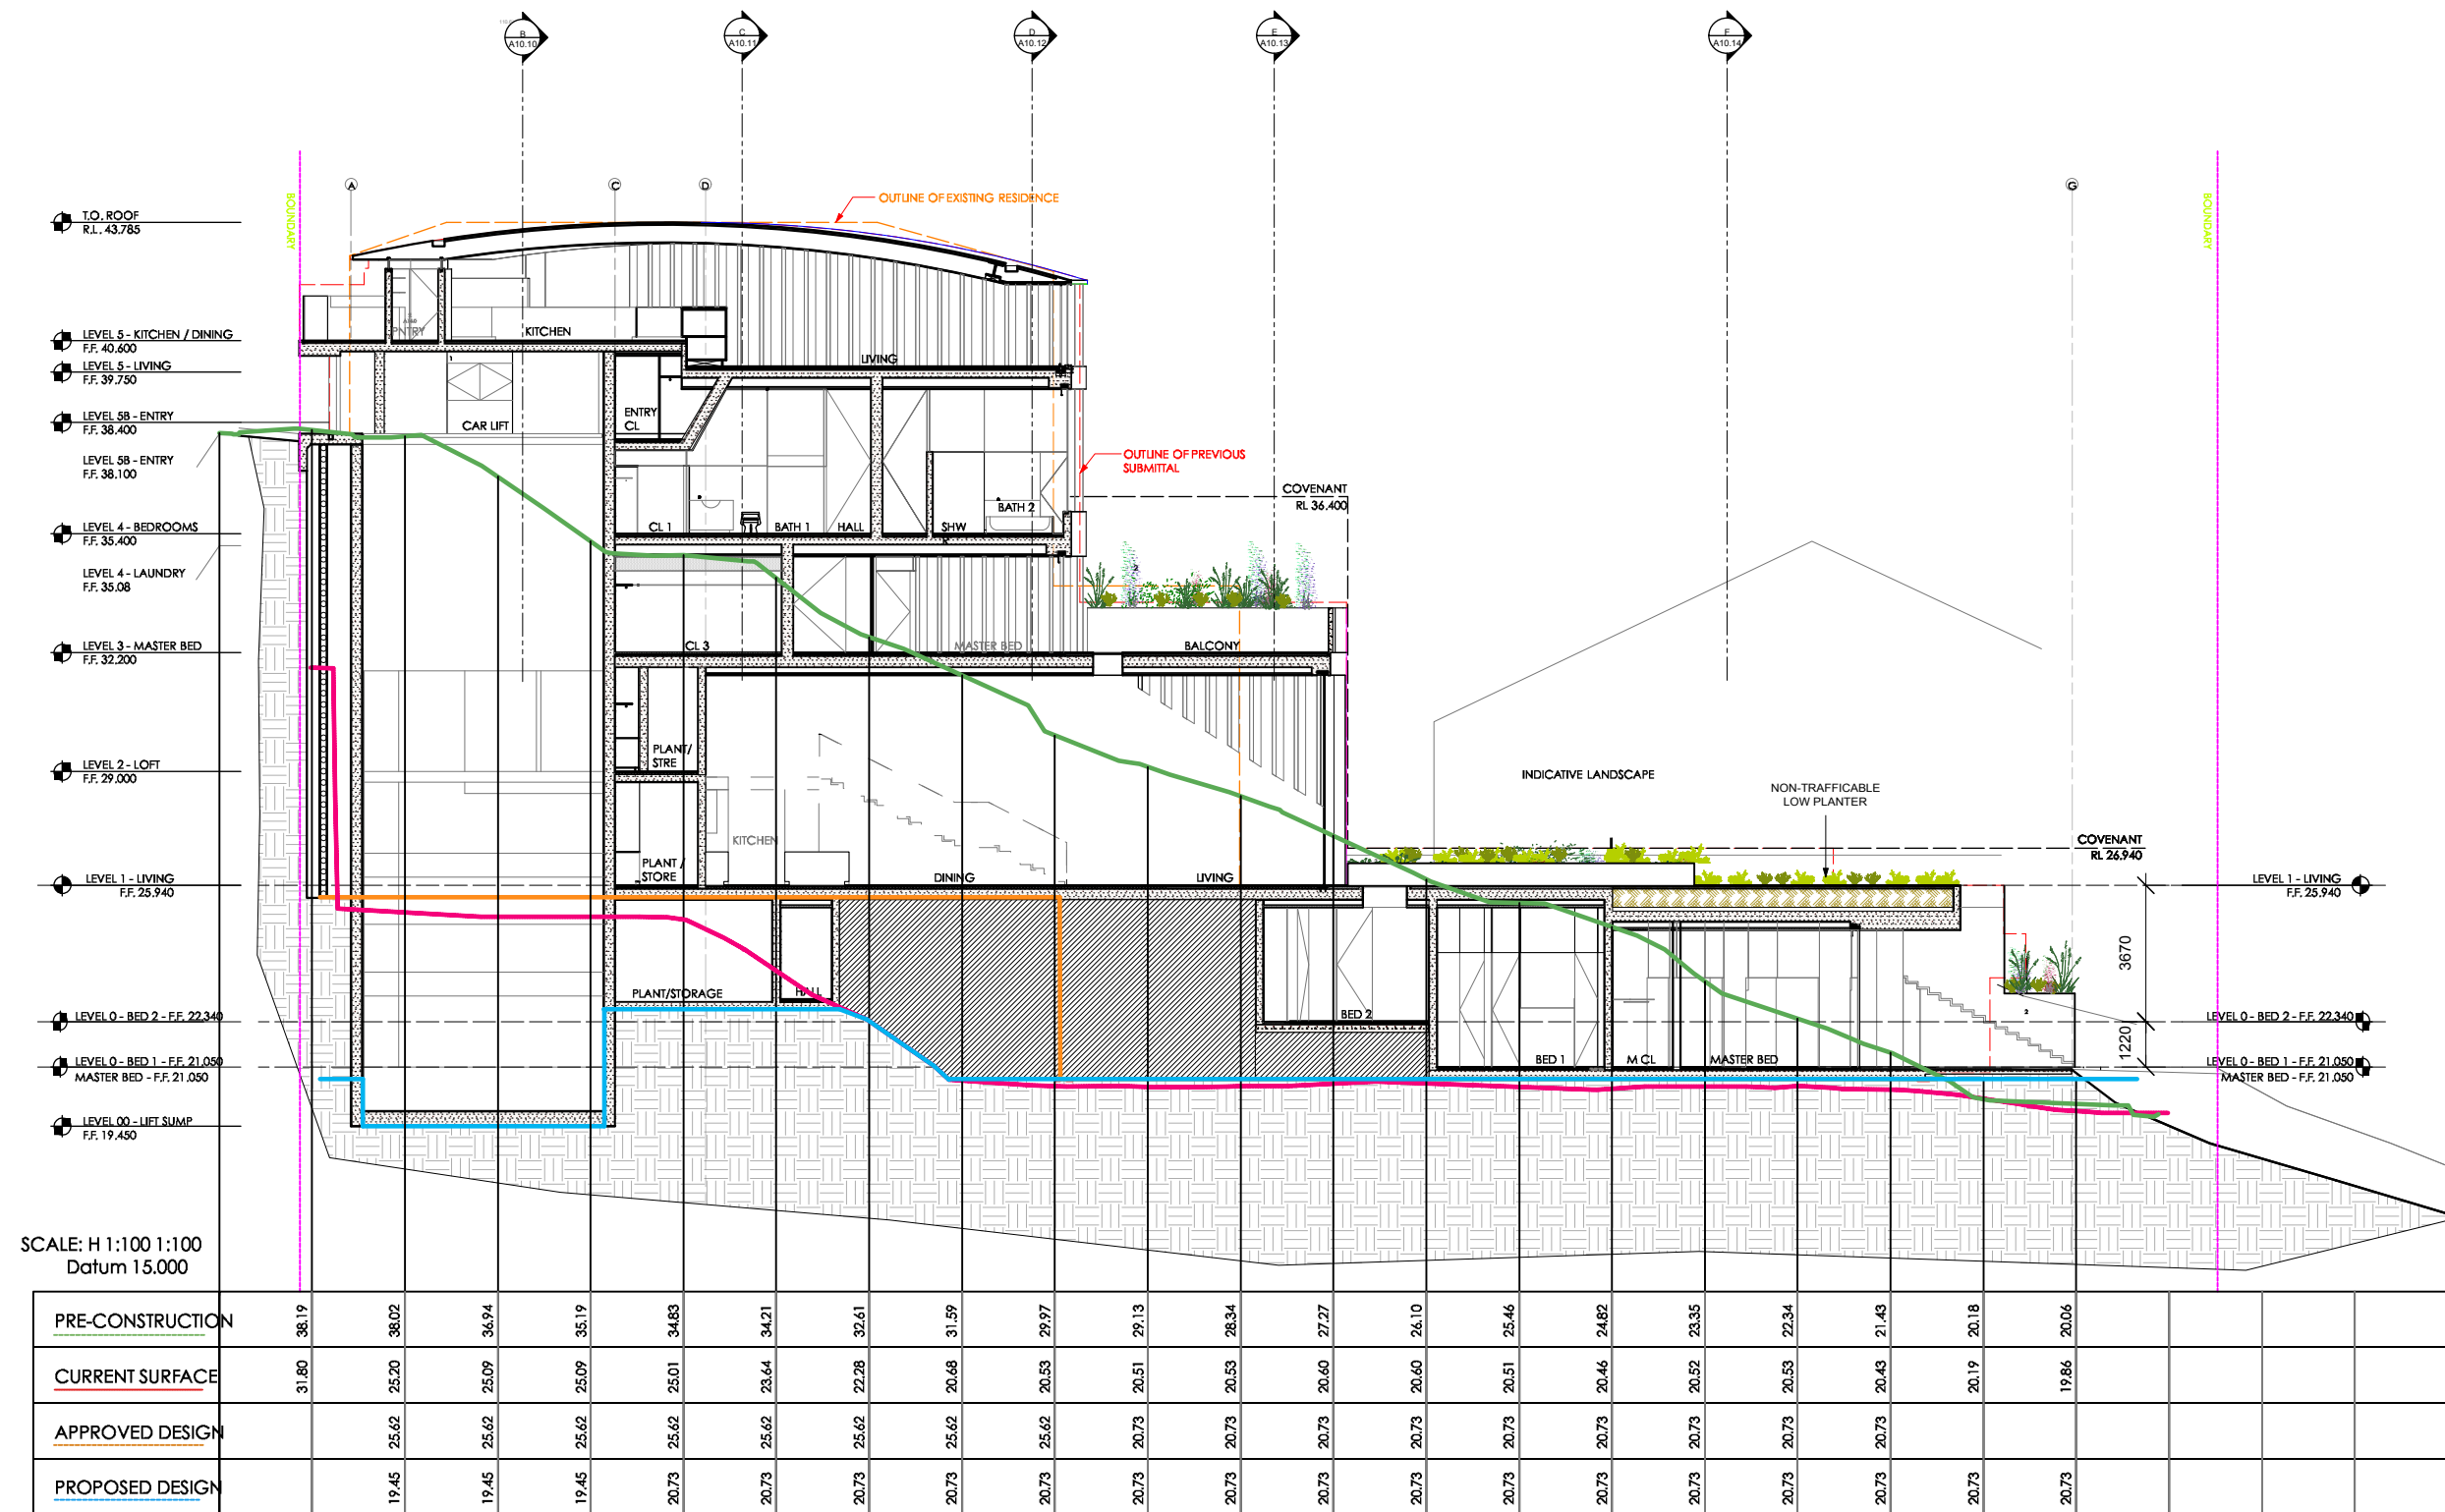 B
A10.10
C
A10.11
D
A10.12
E
A10.13
F
A10.14
A
C
D
G
BOUNDARY
BOUNDARY
OUTLINE OF EXISTING RESIDENCE
T.O. ROOF
R.L. 43.785
LEVEL 5 - KITCHEN / DINING
F.F. 40.600
LEVEL 5 - LIVING
F.F. 39.750
LEVEL 5B - ENTRY
F.F. 38.400
LEVEL 5B - ENTRY
F.F. 38.100
LEVEL 4 - BEDROOMS
F.F. 35.400
LEVEL 4 - LAUNDRY
F.F. 35.08
LEVEL 3 - MASTER BED
F.F. 32.200
LEVEL 2 - LOFT
F.F. 29.000
LEVEL 1 - LIVING
F.F. 25.940
LEVEL 0 - BED 2 - F.F. 22.340
LEVEL 0 - BED 1 - F.F. 21.050
MASTER BED - F.F. 21.050
LEVEL 00 - LIFT SUMP
F.F. 19.450
PNTRY
KITCHEN
LIVING
CAR LIFT
ENTRY
CL
OUTLINE OF PREVIOUS
SUBMITTAL
COVENANT
RL 36.400
CL 1
BATH 1
HALL
SHW
BATH 2
CL 3
MASTER BED
BALCONY
PLANT/
STRE
KITCHEN
PLANT /
STORE
DINING
LIVING
INDICATIVE LANDSCAPE
NON-TRAFFICABLE
LOW PLANTER
COVENANT
RL 26.940
LEVEL 1 - LIVING
F.F. 25.940
3670
1220
PLANT/STORAGE
HALL
BED 2
BED 1
M CL
MASTER BED
LEVEL 0 - BED 2 - F.F. 22.340
LEVEL 0 - BED 1 - F.F. 21.050
MASTER BED - F.F. 21.050
SCALE: H 1:100 1:100
Datum 15.000
PRE-CONSTRUCTION 38.19 38.02 36.94 35.19 34.83 34.21 32.61 31.59 29.97 29.13 28.34 27.27 26.10 25.46 24.82 23.35 22.34 21.43 20.18 20.06
CURRENT SURFACE 31.80 25.20 25.09 25.09 25.01 23.64 22.28 20.68 20.53 20.51 20.53 20.60 20.60 20.51 20.46 20.52 20.53 20.43 20.19 19.86
APPROVED DESIGN 25.62 25.62 25.62 25.62 25.62 25.62 25.62 25.62 20.73 20.73 20.73 20.73 20.73 20.73 20.73 20.73 20.73
PROPOSED DESIGN 19.45 19.45 19.45 20.73 20.73 20.73 20.73 20.73 20.73 20.73 20.73 20.73 20.73 20.73 20.73 20.73 20.73 20.73 20.73